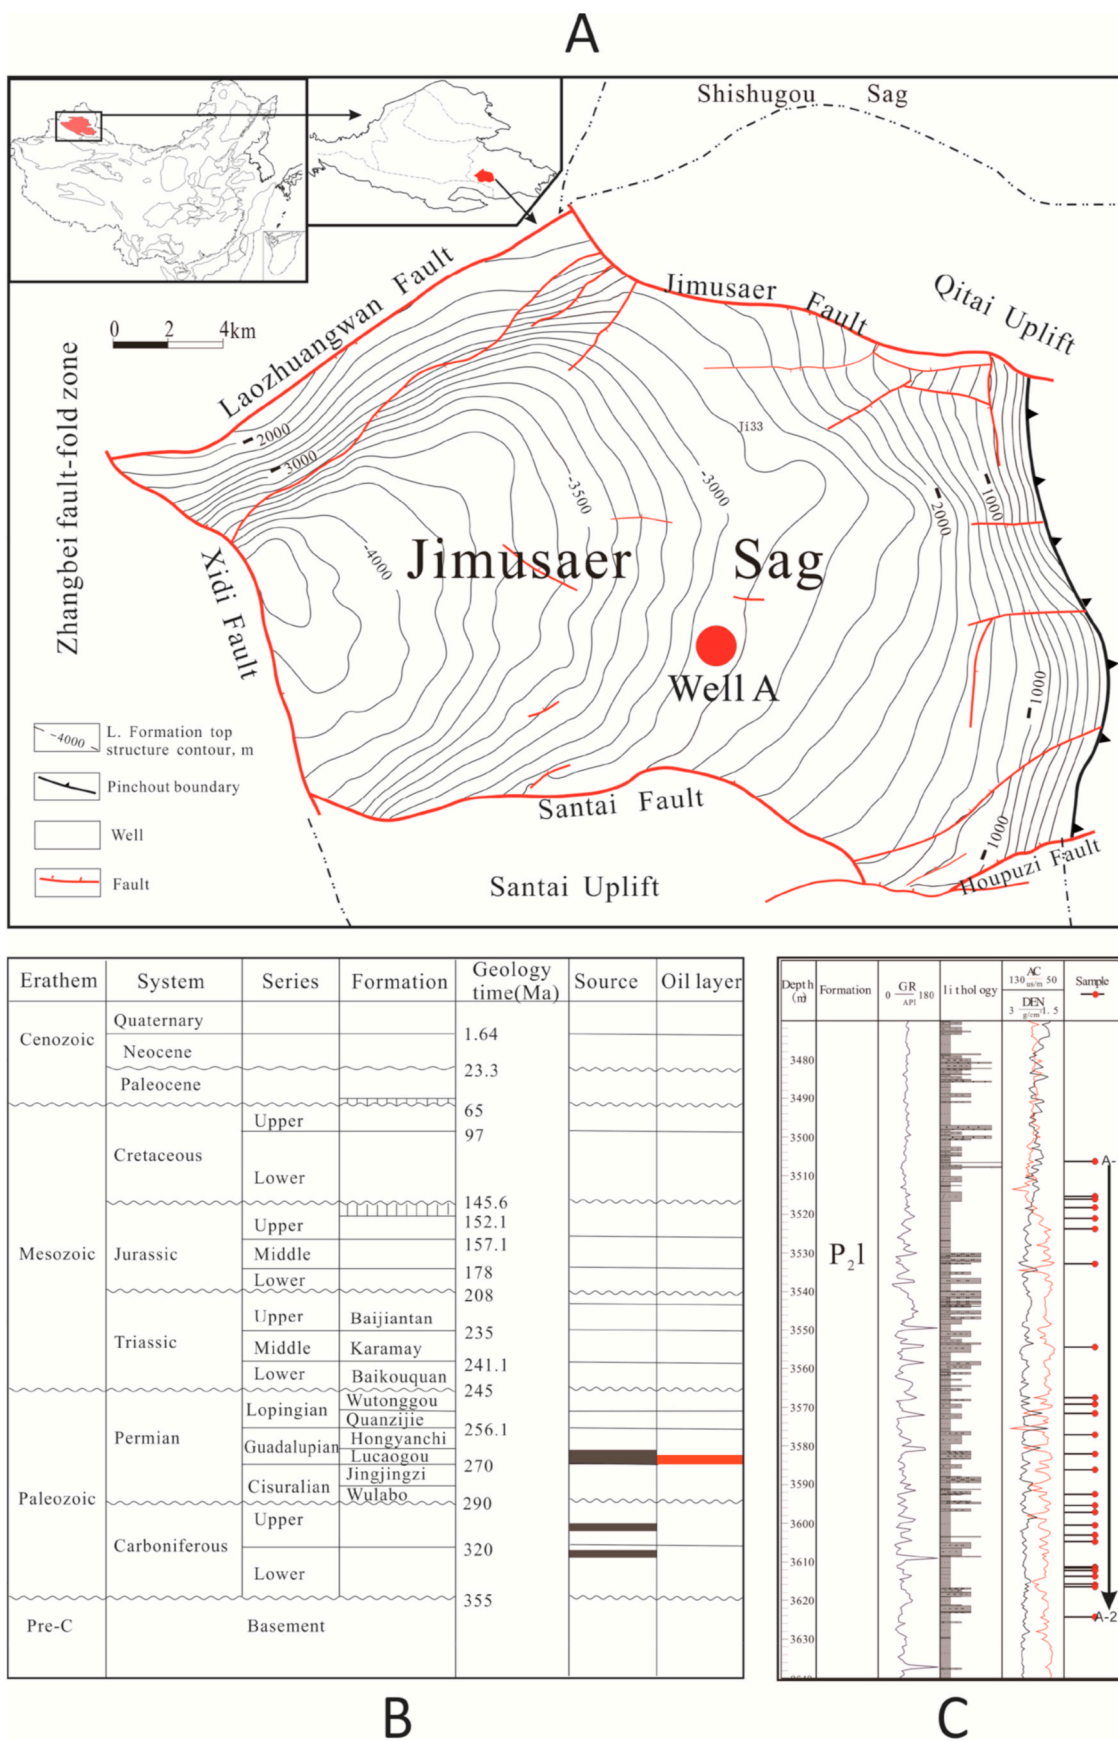 A
Shishugou Sag
Laozhuangwan Fault
Jimusaer Fault
Qitai Uplift
0 2 4km
Zhangbei fault-fold zone
2000
3000
Ji33
-3500
-3000
2000
1000
-4000
Jimusaer Sag
Xidi Fault
Well A
1000
-4000
L. Formation top
structure contour, m
Pinchout boundary
Well
Fault
Santai Fault
1000
Houpuzi Fault
Santai Uplift
Erathem System Series Formation Geology time(Ma) Source Oil layer
Cenozoic
Quaternary
1.64
Neocene
23.3
Paleocene
65
Mesozoic
Cretaceous
Upper
97
Lower
145.6
Jurassic
Upper
152.1
157.1
Middle
178
Lower
208
Triassic
Upper Baijiantan
235
Middle Karamay
241.1
Lower Baikouquan
245
Paleozoic
Permian
Lopingian
Wutonggou
Quanzijie
256.1
Guadalupian
Hongyanchi
Lucaogou
270
Cisuralian
Jingjingzi
Wulabo
290
Carboniferous
Upper
320
Lower
355
Pre-C Basement
B
Depth (m) Formation
0 GR 180
API
lithology
130 AC 50
us/m
3 DEN 1.5
g/cm³
Sample
3480
3490
3500
A-
3510
3520
3530
P₂l
3540
3550
3560
3570
3580
3590
3600
3610
3620
A-2
3630
C